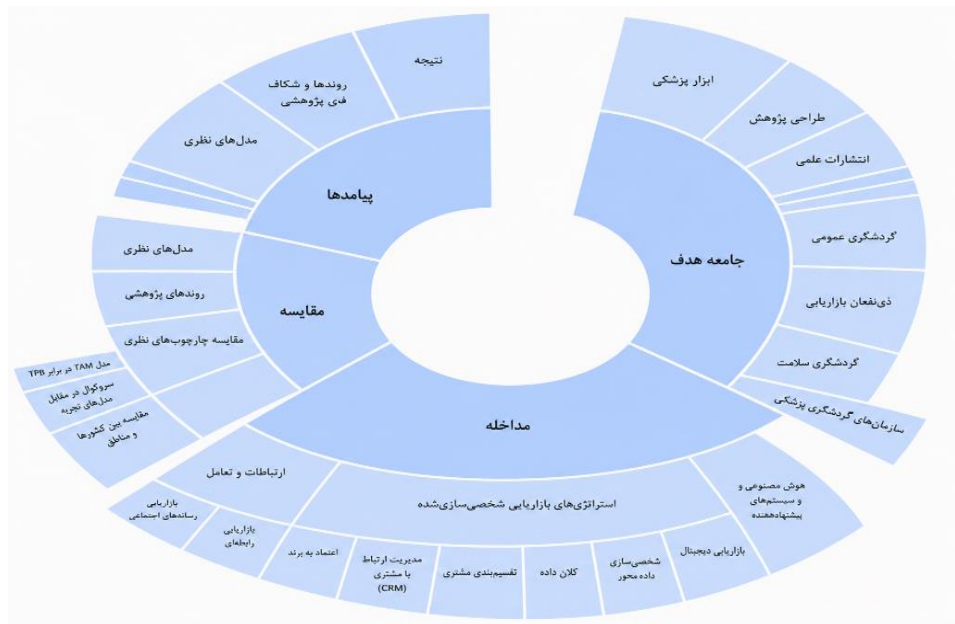 نتیجه
روندها و شکاف
های پژوهشی
مدل‌های نظری
پیامدها
ابزار پزشکی
طراحی پژوهش
انتشارات علمی
گردشگری عمومی
جامعه هدف
ذی‌نفعان بازاریابی
گردشگری سلامت
سازمان‌های گردشگری پزشکی
مدل‌های نظری
روندهای پژوهشی
مقایسه
مقایسه چارچوب‌های نظری
مدل TAM در برابر TPB
سروکوال در مقابل
مدل‌های تجربه
مقایسه بین کشورها
و مناطق
مداخله
ارتباطات و تعامل
استراتژی‌های بازاریابی شخصی‌سازی‌شده
هوش مصنوعی و
و سیستم‌های
پیشنهادههنده
بازاریابی
رسانه‌های اجتماعی
بازاریابی
رابطه‌ای
اعتماد به برند
مدیریت ارتباط
با مشتری
(CRM)
تقسیم‌بندی مشتری
کلان داده
شخصی‌سازی
داده محور
بازاریابی دیجیتال